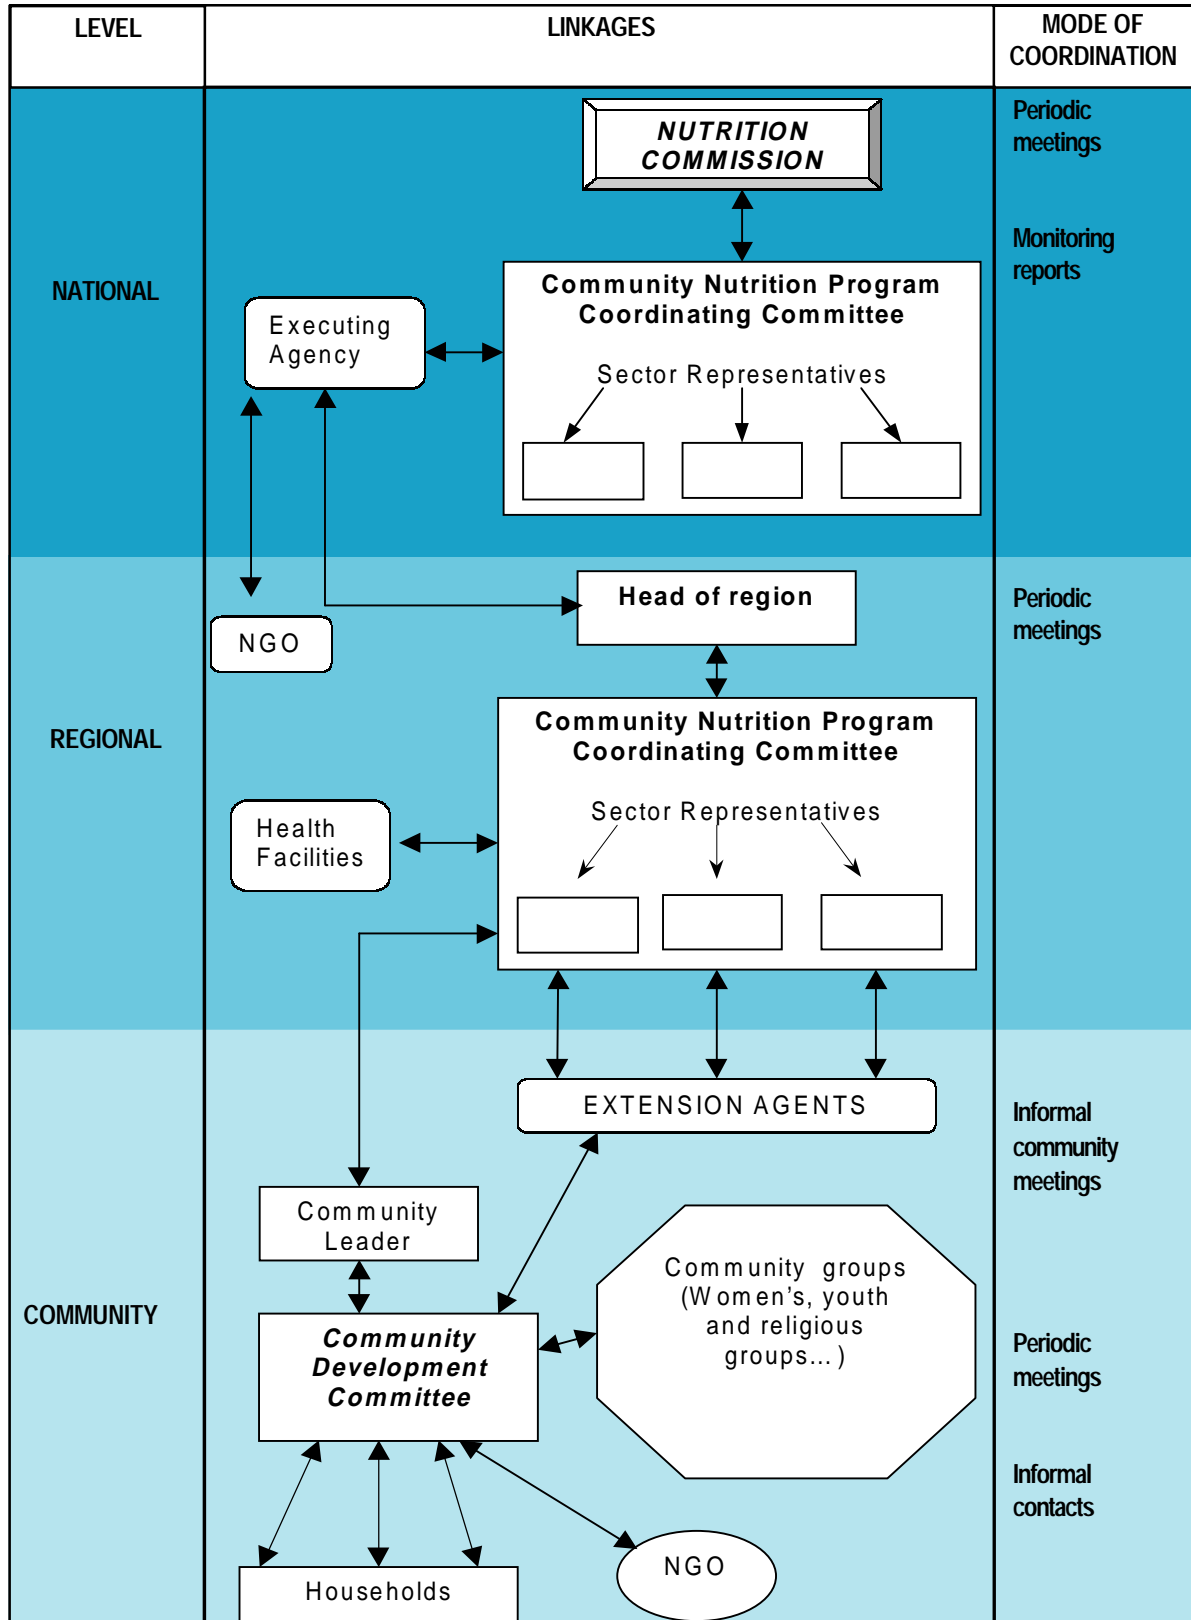 LEVEL
LINKAGES
MODE OF
COORDINATION
NATIONAL
NUTRITION
COMMISSION
Community Nutrition Program
Coordinating Committee
Sector Representatives
Executing
Agency
Periodic
meetings
Monitoring
reports
REGIONAL
Head of region
NGO
Community Nutrition Program
Coordinating Committee
Sector Representatives
Health
Facilities
Periodic
meetings
COMMUNITY
EXTENSION AGENTS
Community
Leader
Community groups
(Women's, youth
and religious
groups...)
Community
Development
Committee
Households
NGO
Informal
community
meetings
Periodic
meetings
Informal
contacts